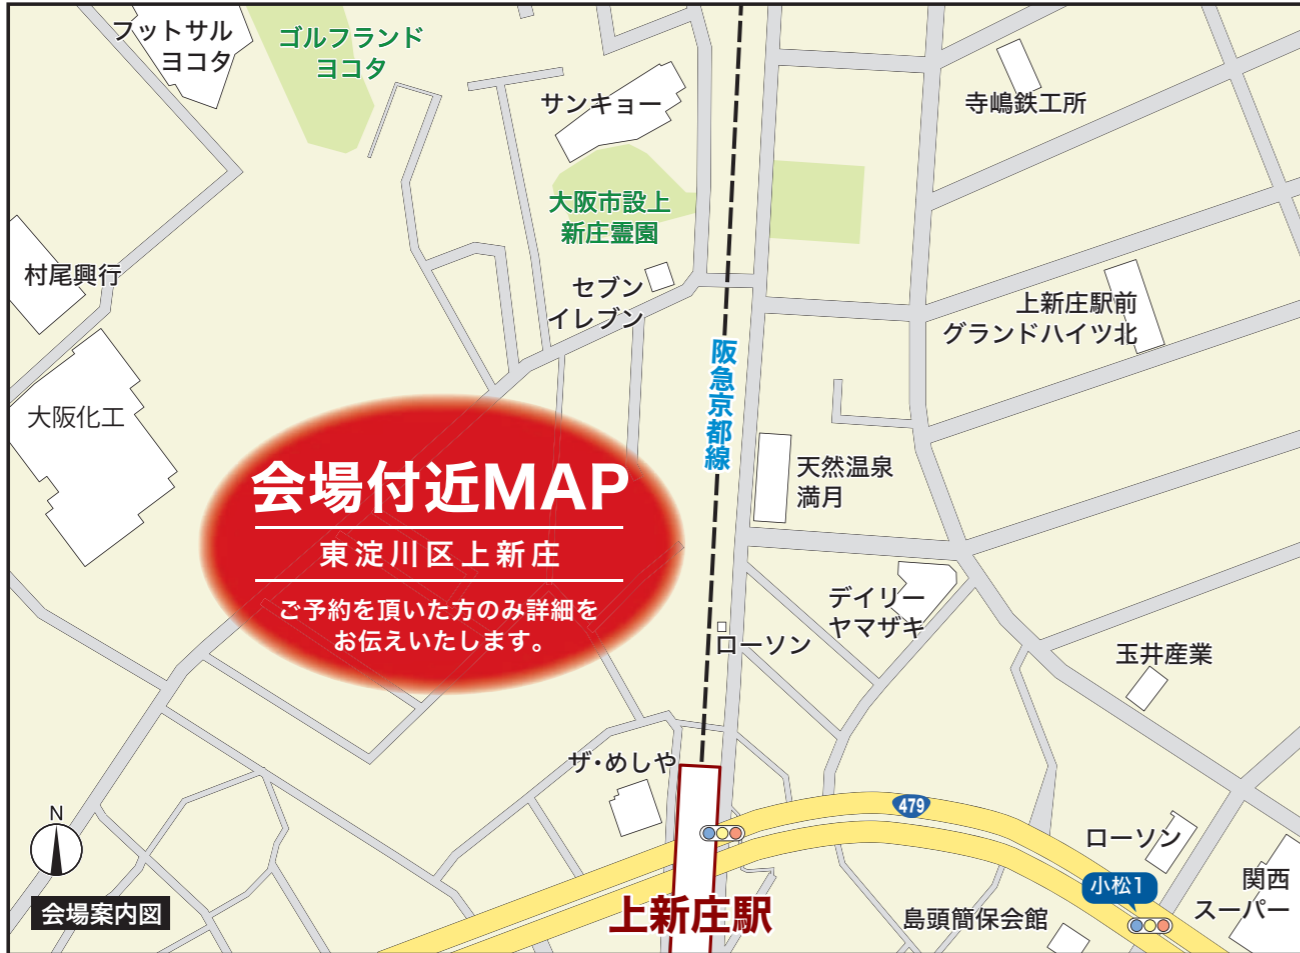 フットサル
ヨコタ
ゴルフランド
ヨコタ
サンキョー
寺嶋鉄工所
大阪市設上
新庄霊園
村尾興行
セブン
イレブン
上新庄駅前
グランドハイツ北
阪急京都線
大阪化工
天然温泉
満月
会場付近MAP
東淀川区上新庄
ご予約を頂いた方のみ詳細を
お伝えいたします。
デイリー
ヤマザキ
ローソン
玉井産業
ザ・めしや
479
N
ローソン
小松1
関西
スーパー
会場案内図
上新庄駅
島頭簡保会館